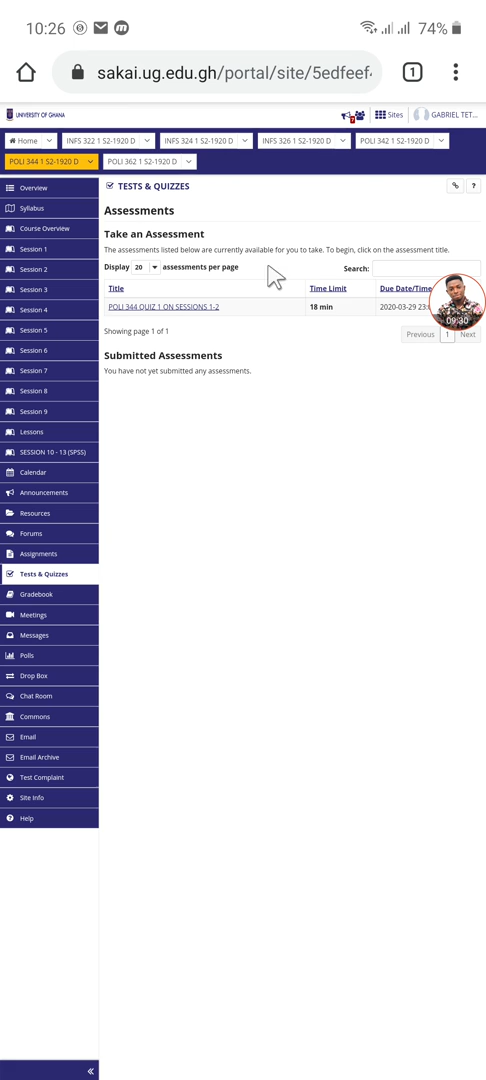 10:26
74%
sakai.ug.edu.gh/portal/site/5edfeef
1
UNIVERSITY OF GHANA
7
Sites
GABRIEL TET...
Home
INFS 322 1 S2-1920 D
INFS 324 1 S2-1920 D
INFS 326 1 S2-1920 D
POLI 342 1 S2-1920 D
POLI 344 1 S2-1920 D
POLI 362 1 S2-1920 D
Overview
Syllabus
Course Overview
Session 1
Session 2
Session 3
Session 4
Session 5
Session 6
Session 7
Session 8
Session 9
Lessons
SESSION 10 - 13 (SPSS)
Calendar
Announcements
Resources
Forums
Assignments
Tests & Quizzes
Gradebook
Meetings
Messages
Polls
Drop Box
Chat Room
Commons
Email
Email Archive
Test Complaint
Site Info
Help
«
TESTS & QUIZZES
?
Assessments
Take an Assessment
The assessments listed below are currently available for you to take. To begin, click on the assessment title.
Display 20 assessments per page
Search:
Title
Time Limit
Due Date/Time
POLI 344 QUIZ 1 ON SESSIONS 1-2
18 min
2020-03-29 23:
09:30
Showing page 1 of 1
Previous
1
Next
Submitted Assessments
You have not yet submitted any assessments.